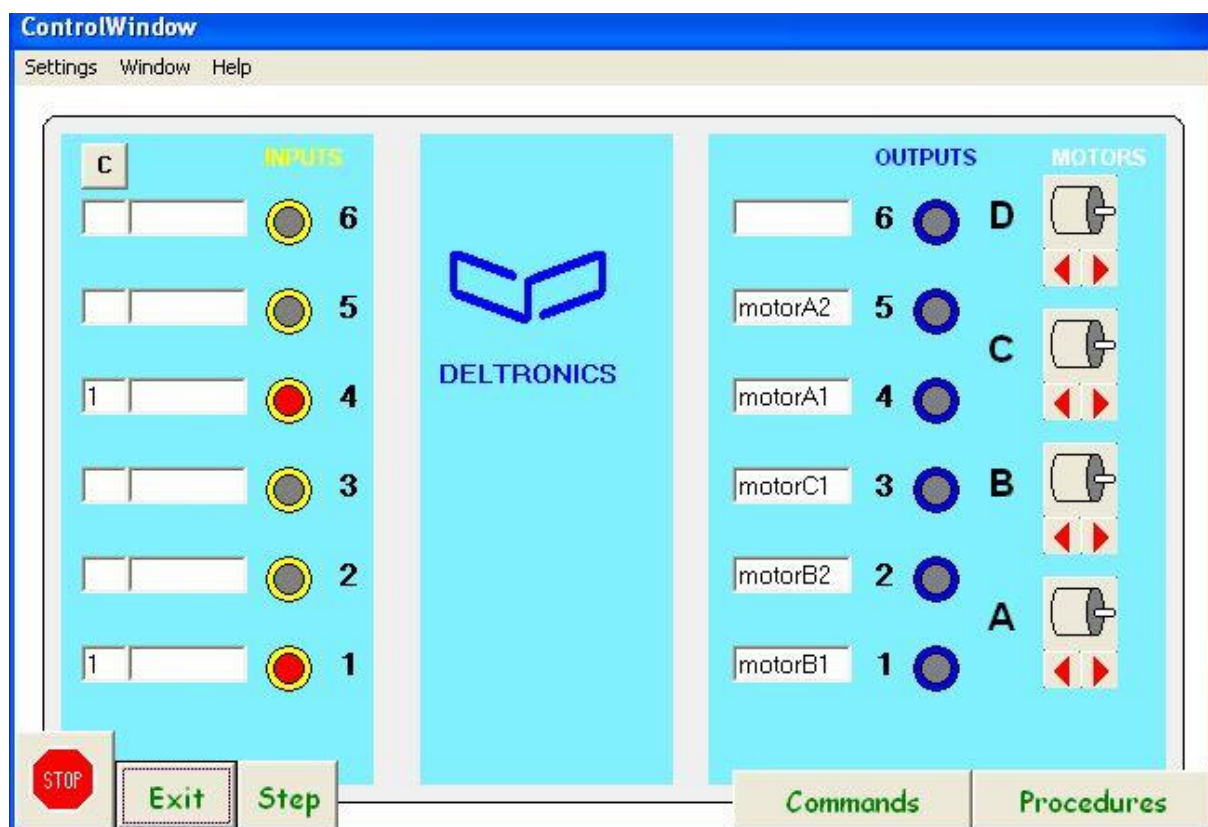 ControlWindow
Settings Window Help
C INPUTS OUTPUTS MOTORS
6 6 D
5 motorA2 5
C
DELTRONICS
1 4 motorA1 4
3 motorC1 3 B
2 motorB2 2
A
1 1 motorB1 1
STOP Exit Step Commands Procedures